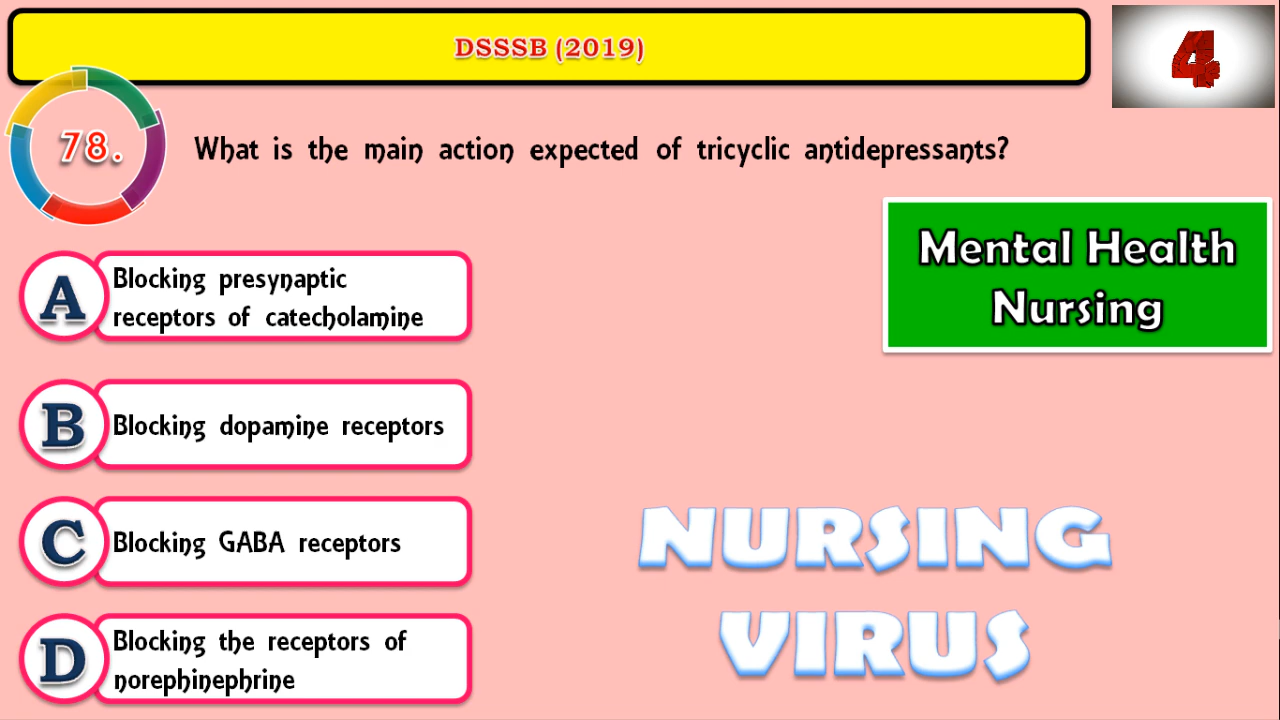 DSSSB (2019)
4
78.
What is the main action expected of tricyclic antidepressants?
Mental Health
Nursing
A
Blocking presynaptic
receptors of catecholamine
B
Blocking dopamine receptors
C
Blocking GABA receptors
D
Blocking the receptors of
norephinephrine
NURSING
VIRUS